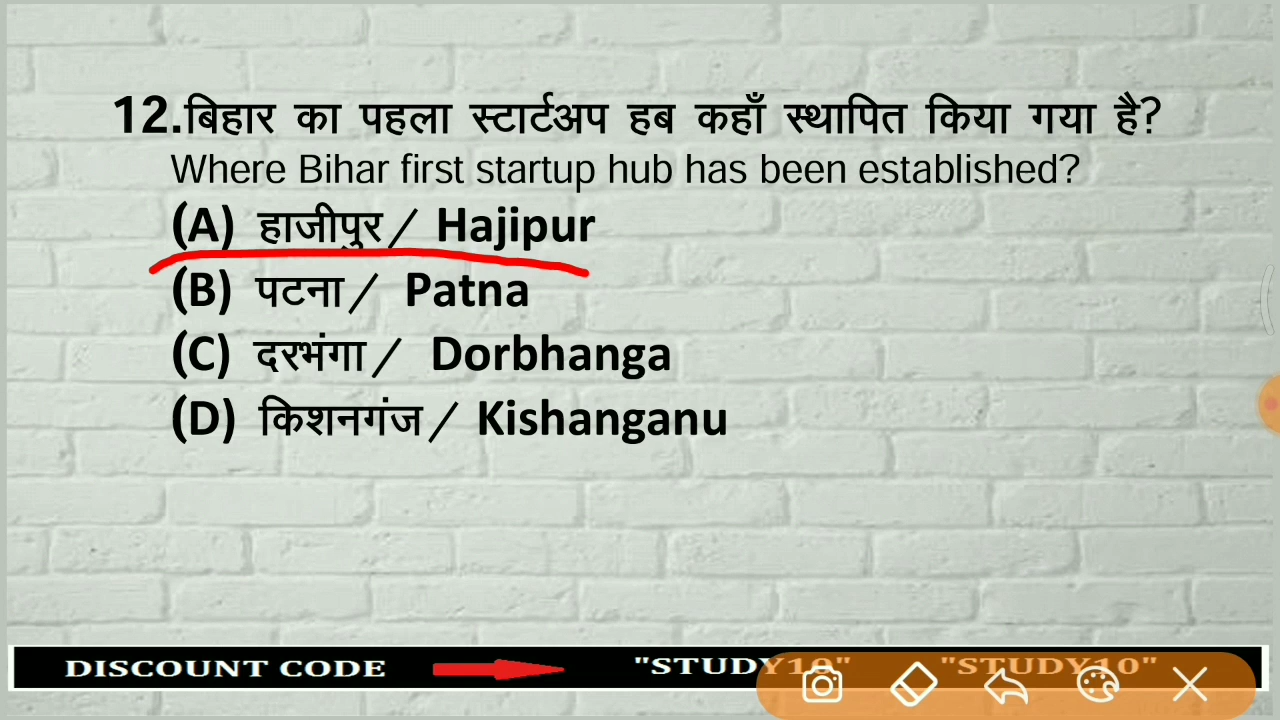 12.बिहार का पहला स्टार्टअप हब कहाँ स्थापित किया गया है?
Where Bihar first startup hub has been established?
(A) हाजीपुर/ Hajipur
(B) पटना/ Patna
(C) दरभंगा/ Dorbhanga
(D) किशनगंज/ Kishanganu
DISCOUNT CODE "STUDY10" "STUDY10"